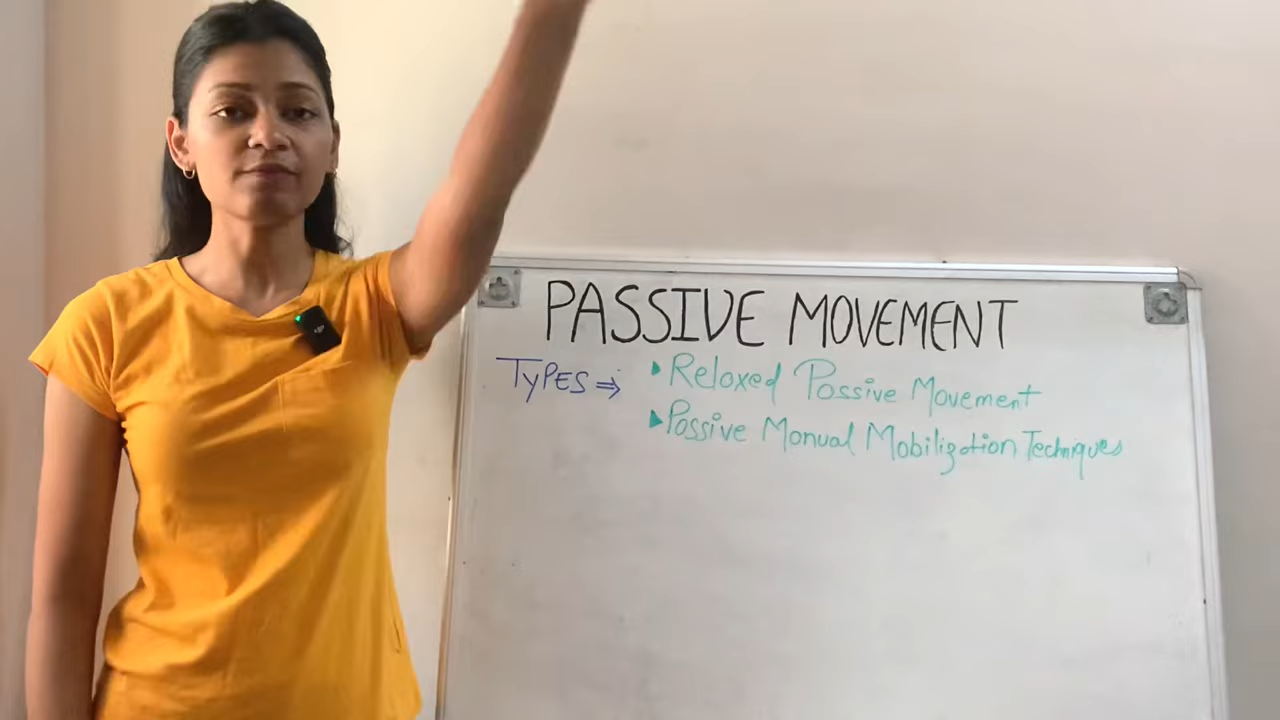 PASSIVE MOVEMENT
TYPES ⇒ ‣ Reloxed Possive Movement
‣ Possive Monual Mobilizotion Techniques